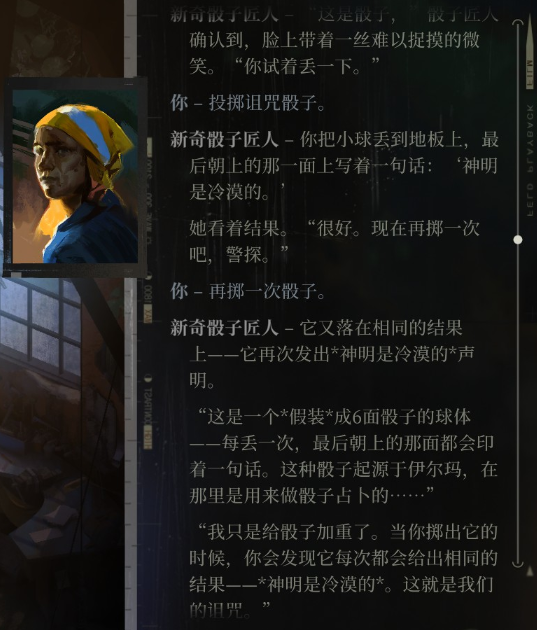 新奇骰子匠人 – “这是骰子，”骰子匠人
确认到，脸上带着一丝难以捉摸的微
笑。“你试着丢一下。”
你 – 投掷诅咒骰子。
新奇骰子匠人 – 你把小球丢到地板上，最
后朝上的那一面上写着一句话：‘神明
是冷漠的。’
她看着结果。“很好。现在再掷一次
吧，警探。”
你 – 再掷一次骰子。
新奇骰子匠人 – 它又落在相同的结果
上——它再次发出*神明是冷漠的*声
明。
“这是一个*假装*成6面骰子的球体
——每丢一次，最后朝上的那面都会印
着一句话。这种骰子起源于伊尔玛，在
那里是用来做骰子占卜的……”
“我只是给骰子加重了。当你掷出它的
时候，你会发现它每次都会给出相同的
结果——*神明是冷漠的*。这就是我们
的诅咒。”